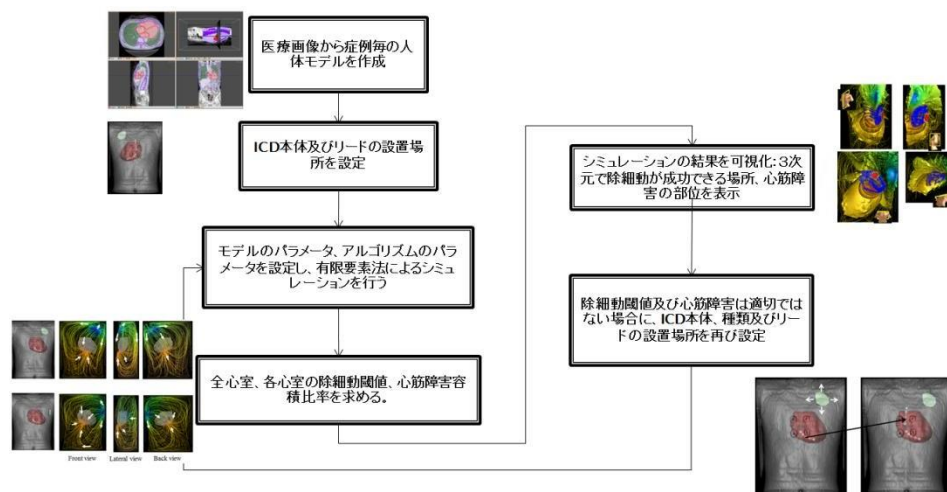 医療画像から症例毎の人
体モデルを作成
ICD本体及びリードの設置場
所を設定
モデルのパラメータ、アルゴリズムのパラ
メータを設定し、有限要素法によるシミュ
レーションを行う
全心室、各心室の除細動閾値、心筋障害容
積比率を求める。
Front view Lateral view Back view
シミュレーションの結果を可視化：3次
元で除細動が成功できる場所、心筋障
害の部位を表示
除細動閾値及び心筋障害は適切では
ない場合に、ICD本体、種類及びリード
の設置場所を再び設定